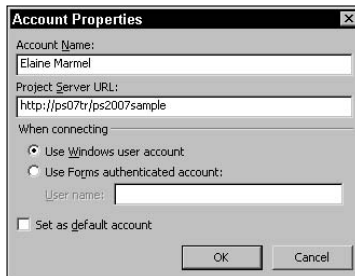 Account Properties
Account Name:
Elaine Marmel
Project Server URL:
http://ps07tr/ps2007sample
When connecting
Use Windows user account
Use Forms authenticated account:
User name:
Set as default account
OK Cancel